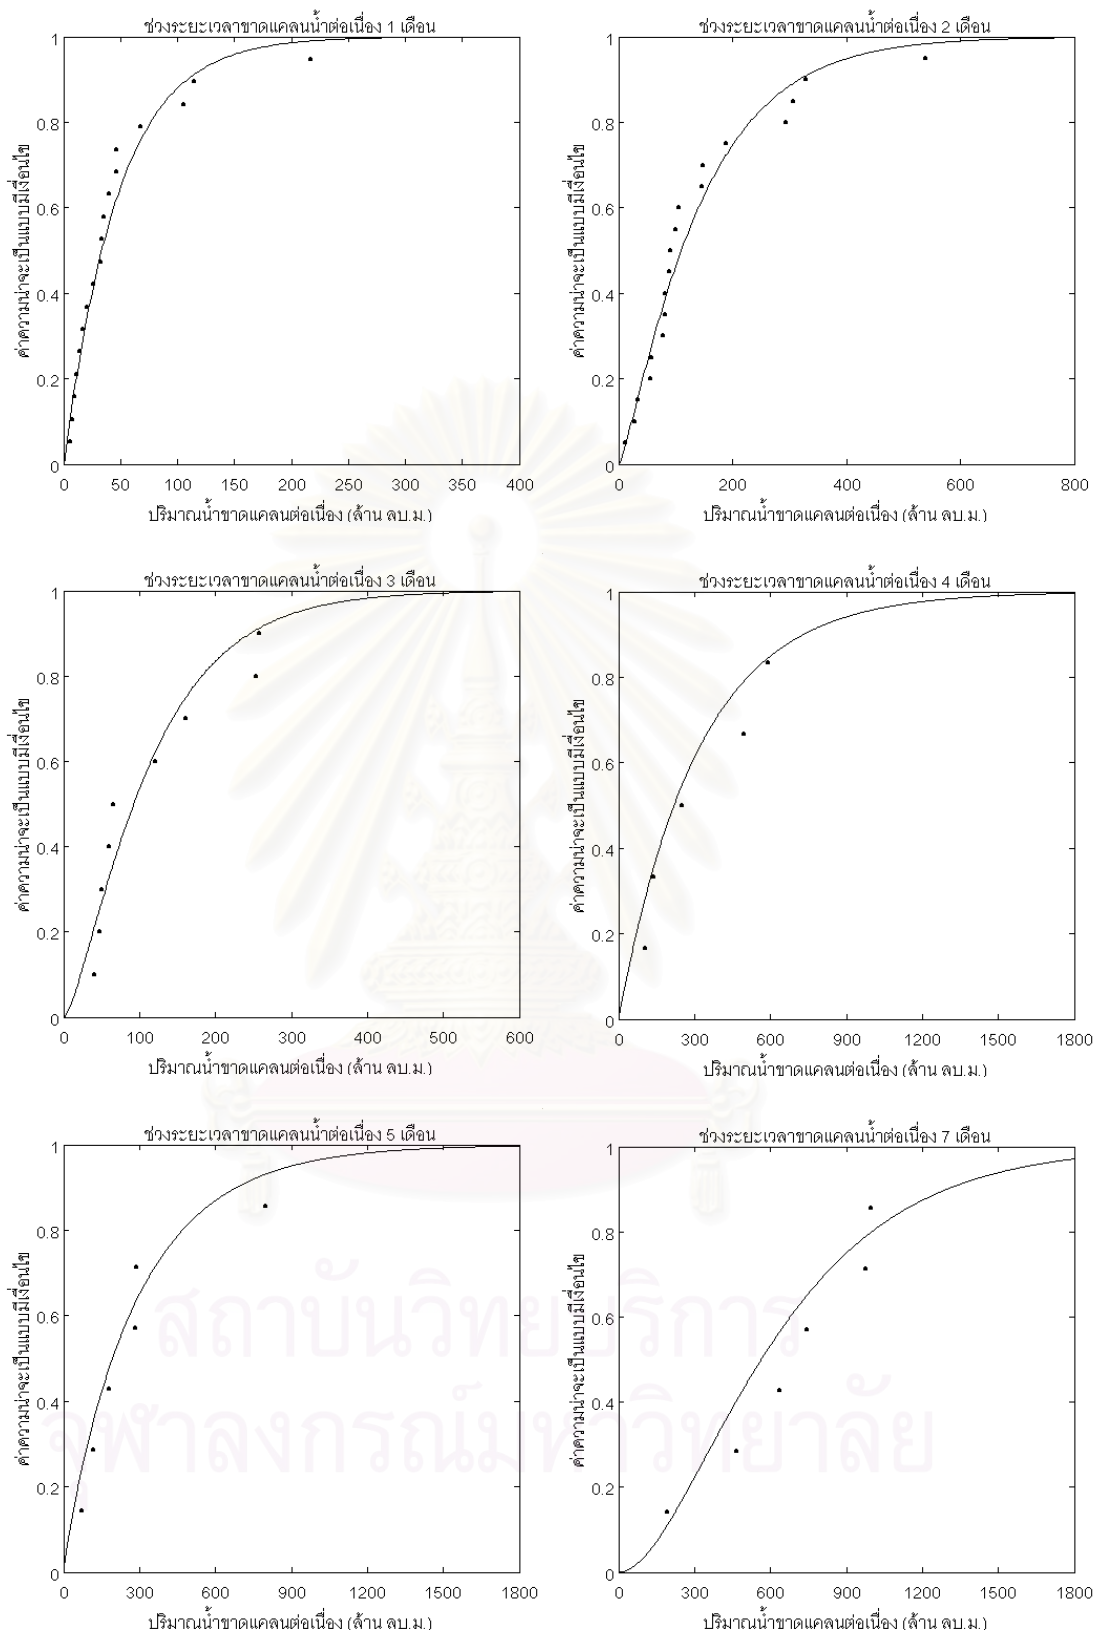 ช่วงระยะเวลาขาดแคลนน้ำต่อเนื่อง 1 เดือน
ค่าความน่าจะเป็นแบบมีเงื่อนไข
1
0.8
0.6
0.4
0.2
0
0 50 100 150 200 250 300 350 400
ปริมาณน้ำขาดแคลนต่อเนื่อง (ล้าน ลบ.ม.)
ช่วงระยะเวลาขาดแคลนน้ำต่อเนื่อง 2 เดือน
ค่าความน่าจะเป็นแบบมีเงื่อนไข
1
0.8
0.6
0.4
0.2
0
0 200 400 600 800
ปริมาณน้ำขาดแคลนต่อเนื่อง (ล้าน ลบ.ม.)
ช่วงระยะเวลาขาดแคลนน้ำต่อเนื่อง 3 เดือน
ค่าความน่าจะเป็นแบบมีเงื่อนไข
1
0.8
0.6
0.4
0.2
0
0 100 200 300 400 500 600
ปริมาณน้ำขาดแคลนต่อเนื่อง (ล้าน ลบ.ม.)
ช่วงระยะเวลาขาดแคลนน้ำต่อเนื่อง 4 เดือน
ค่าความน่าจะเป็นแบบมีเงื่อนไข
1
0.8
0.6
0.4
0.2
0
0 300 600 900 1200 1500 1800
ปริมาณน้ำขาดแคลนต่อเนื่อง (ล้าน ลบ.ม.)
ช่วงระยะเวลาขาดแคลนน้ำต่อเนื่อง 5 เดือน
ค่าความน่าจะเป็นแบบมีเงื่อนไข
1
0.8
0.6
0.4
0.2
0
0 300 600 900 1200 1500 1800
ปริมาณน้ำขาดแคลนต่อเนื่อง (ล้าน ลบ.ม.)
ช่วงระยะเวลาขาดแคลนน้ำต่อเนื่อง 7 เดือน
ค่าความน่าจะเป็นแบบมีเงื่อนไข
1
0.8
0.6
0.4
0.2
0
0 300 600 900 1200 1500 1800
ปริมาณน้ำขาดแคลนต่อเนื่อง (ล้าน ลบ.ม.)
สถาบันวิทยบริการ
จุฬาลงกรณ์มหาวิทยาลัย